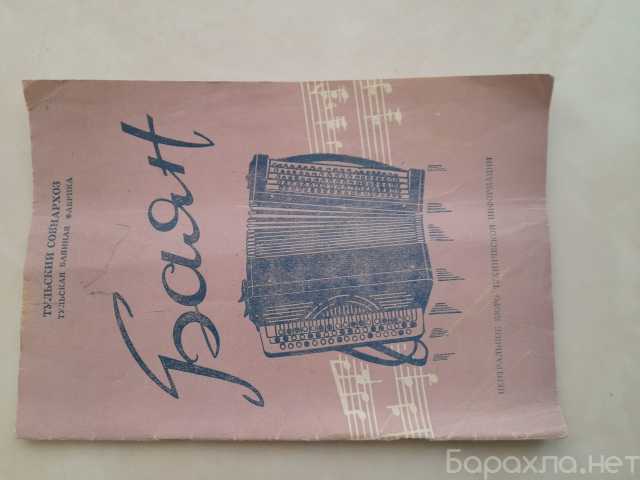 ТУЛЬСКИЙ СОВНАРХОЗ
ТУЛЬСКАЯ БАЯННАЯ ФАБРИКА
Баян
ЦЕНТРАЛЬНОЕ БЮРО ТЕХНИЧЕСКОЙ ИНФОРМАЦИИ
Барахла.нет